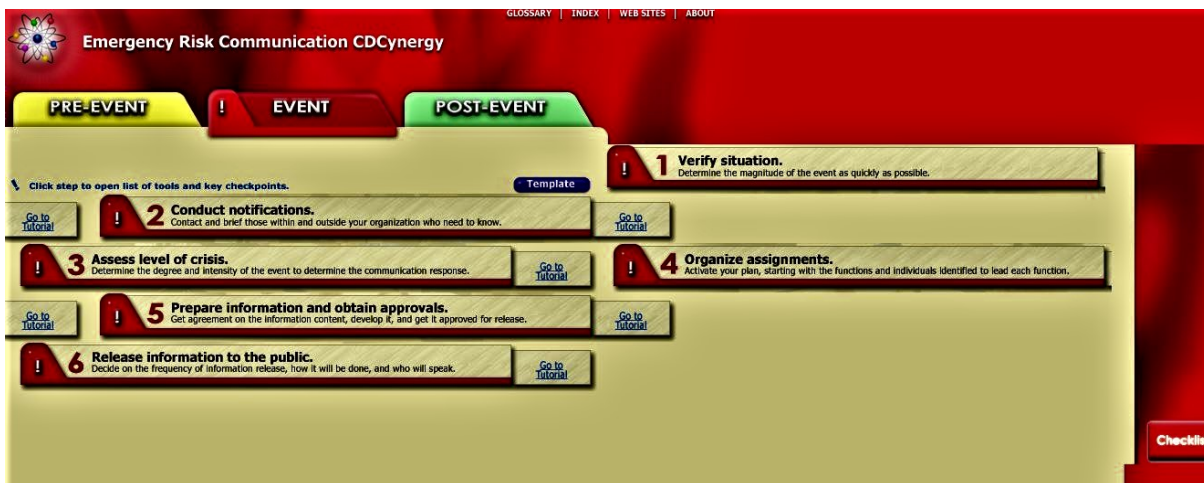 GLOSSARY | INDEX | WEB SITES | ABOUT
Emergency Risk Communication CDCynergy
PRE-EVENT
! EVENT
POST-EVENT
! 1 Verify situation.
Determine the magnitude of the event as quickly as possible.
Click step to open list of tools and key checkpoints.
Template
Go to
Tutorial
! 2 Conduct notifications.
Contact and brief those within and outside your organization who need to know.
Go to
Tutorial
! 3 Assess level of crisis.
Determine the degree and intensity of the event to determine the communication response.
Go to
Tutorial
! 4 Organize assignments.
Activate your plan, starting with the functions and individuals identified to lead each function.
Go to
Tutorial
! 5 Prepare information and obtain approvals.
Get agreement on the information content, develop it, and get it approved for release.
Go to
Tutorial
! 6 Release information to the public.
Decide on the frequency of information release, how it will be done, and who will speak.
Go to
Tutorial
Checklis